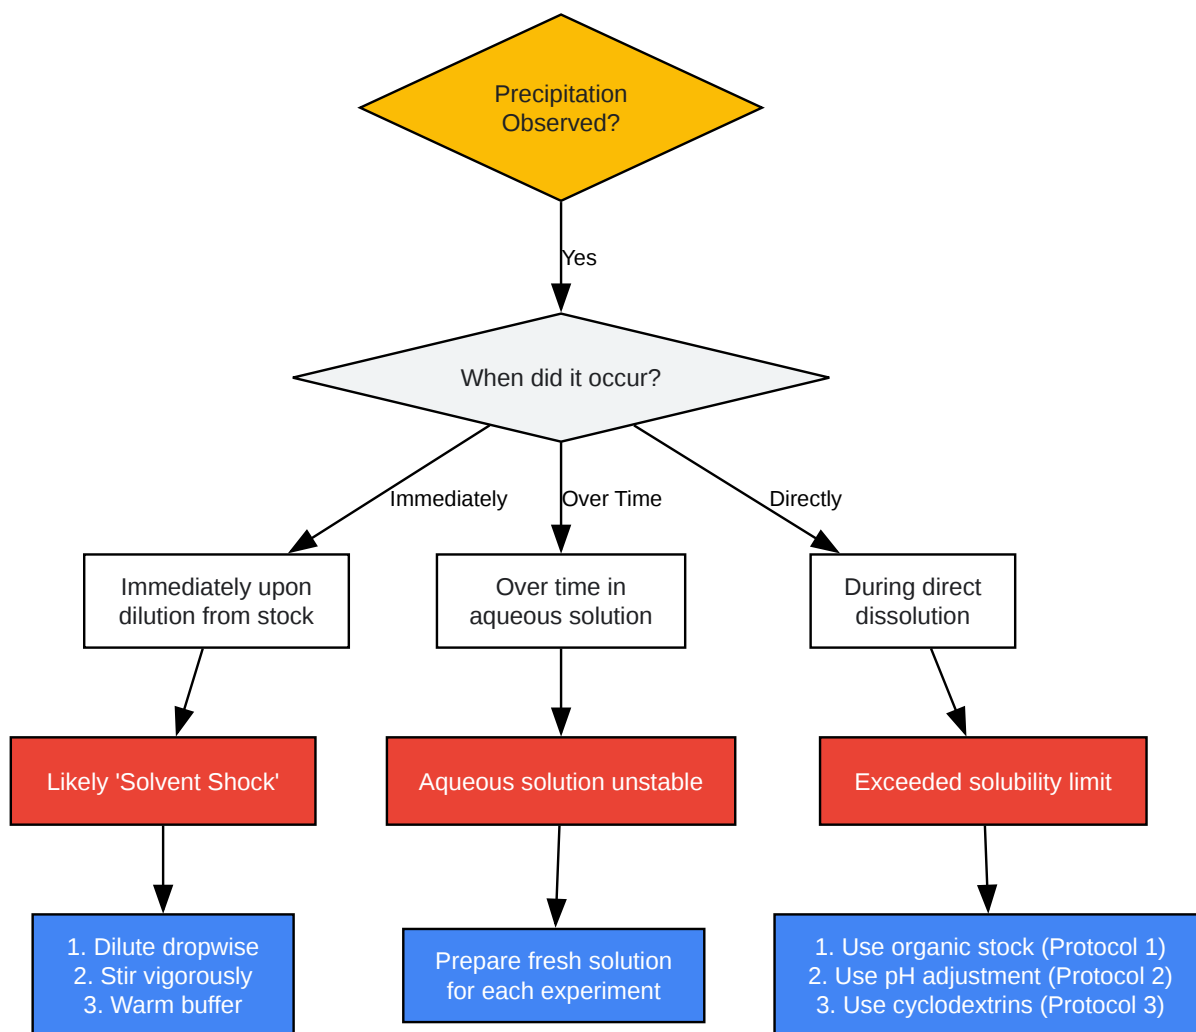 Precipitation
Observed?
Yes
When did it occur?
Immediately
Over Time
Directly
Immediately upon
dilution from stock
Over time in
aqueous solution
During direct
dissolution
Likely 'Solvent Shock'
Aqueous solution unstable
Exceeded solubility limit
1. Dilute dropwise
2. Stir vigorously
3. Warm buffer
Prepare fresh solution
for each experiment
1. Use organic stock (Protocol 1)
2. Use pH adjustment (Protocol 2)
3. Use cyclodextrins (Protocol 3)